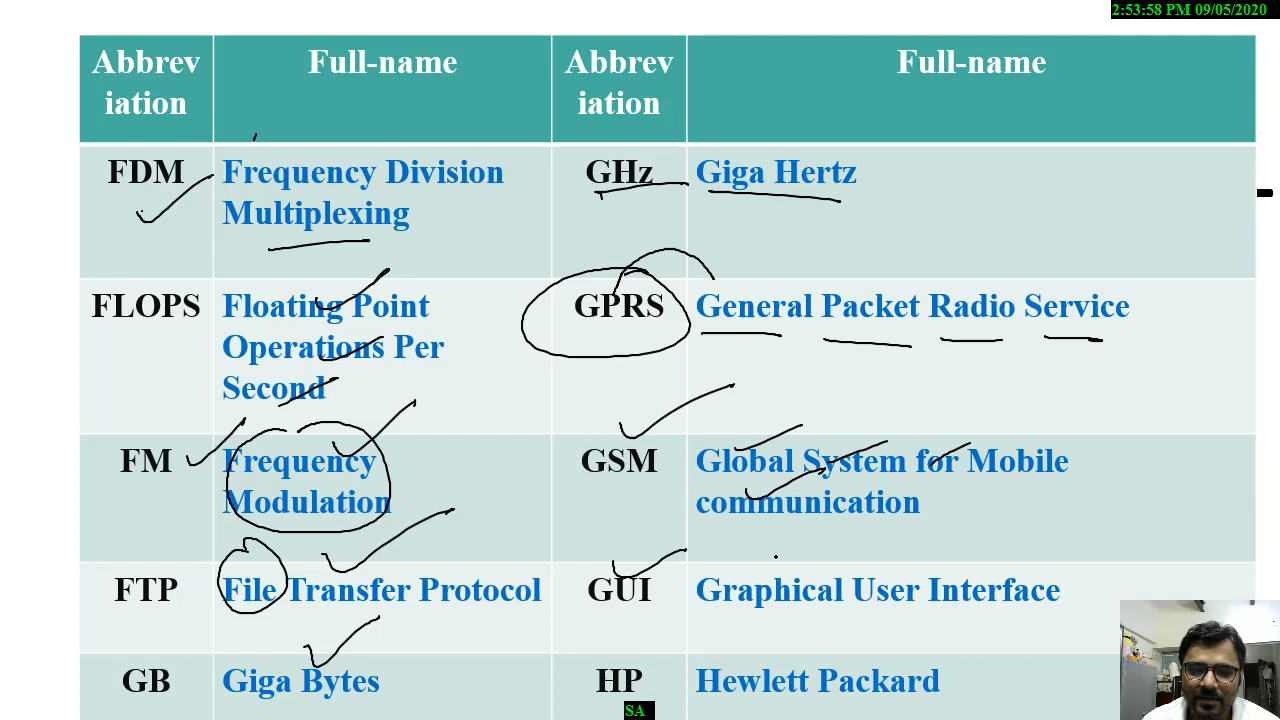 2:53:58 PM 09/05/2020
Abbrev
iation
Full-name
Abbrev
iation
Full-name
FDM
Frequency Division
Multiplexing
GHz
Giga Hertz
FLOPS
Floating Point
Operations Per
Second
GPRS
General Packet Radio Service
FM
Frequency
Modulation
GSM
Global System for Mobile
communication
FTP
File Transfer Protocol
GUI
Graphical User Interface
GB
Giga Bytes
HP
Hewlett Packard
SA